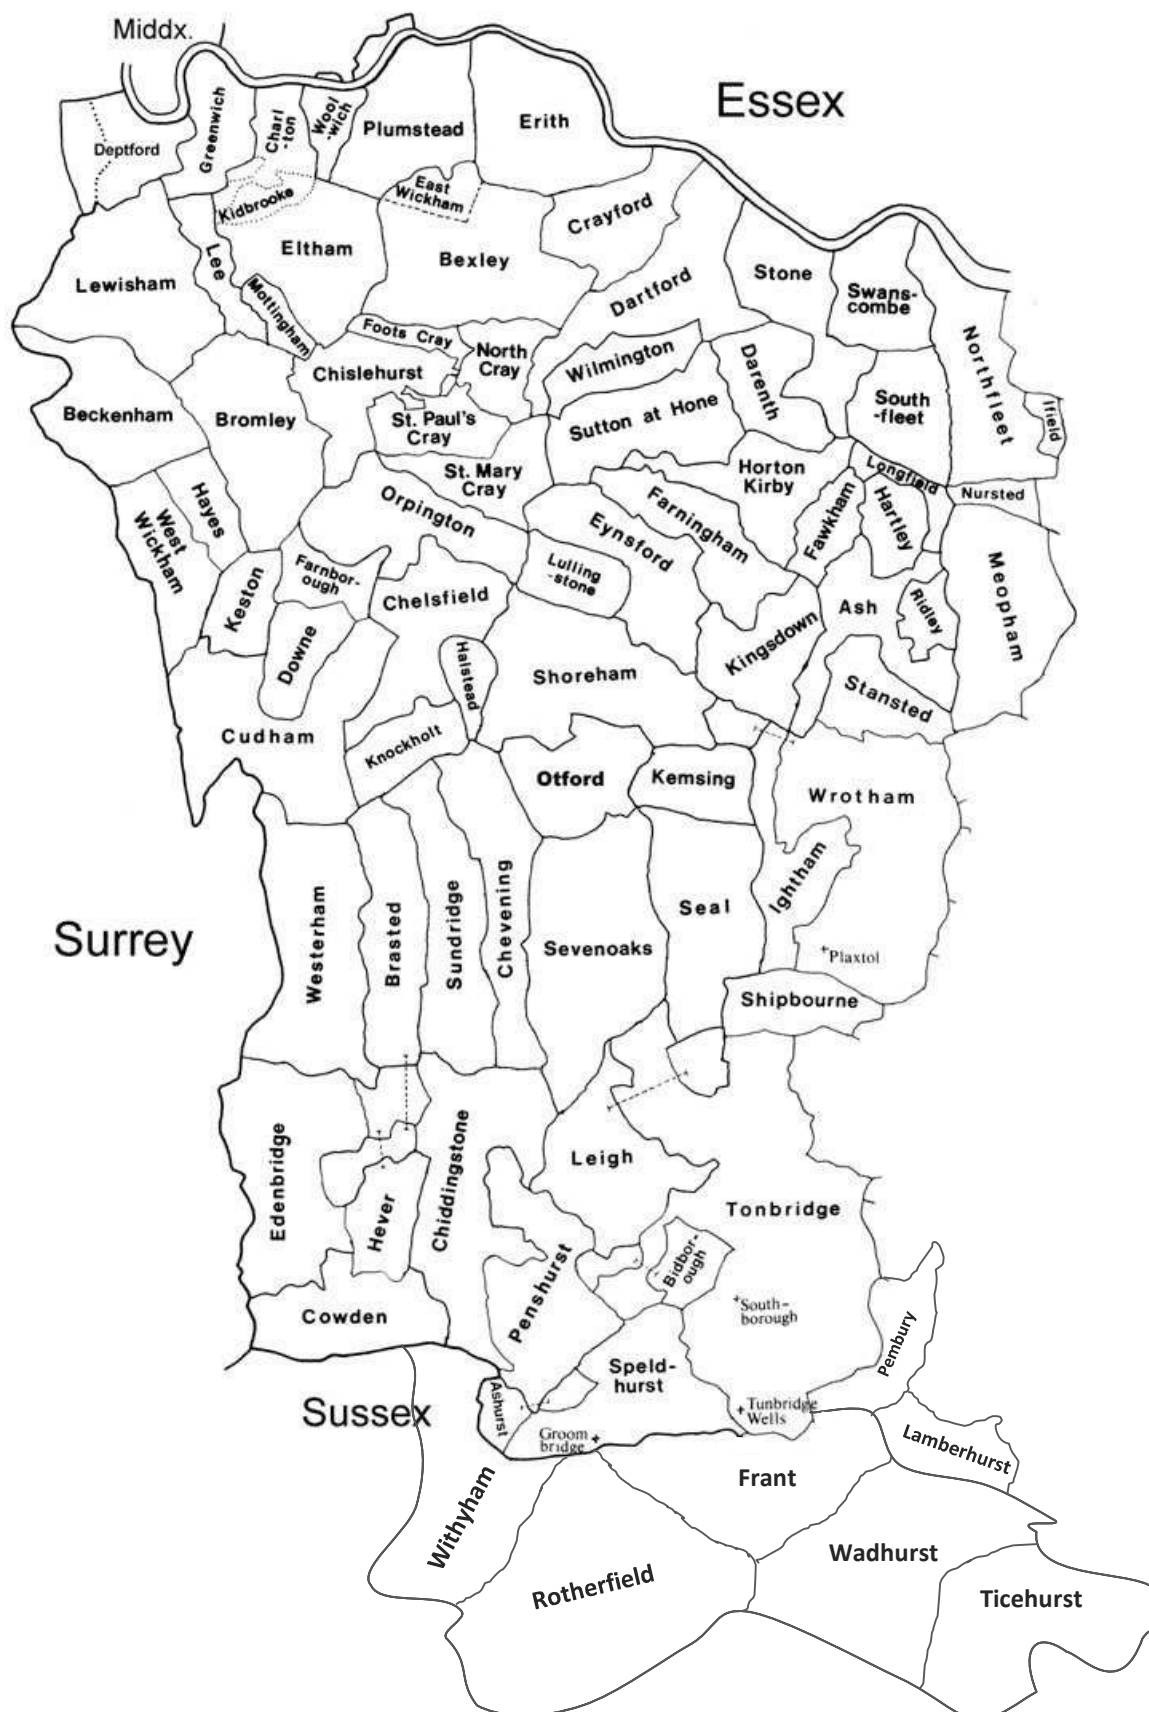 Middx.
Essex
Deptford
Greenwich
Charl
-ton
Wool
-wich
Plumstead
Erith
Kidbrooke
East
Wickham
Crayford
Lewisham
Lee
Eltham
Bexley
Mottingham
Dartford
Stone
Swans-
combe
Northfleet
Foots Cray
North
Cray
Chislehurst
Wilmington
Darenth
Beckenham
Bromley
St. Paul's
Cray
Sutton at Hone
South
-fleet
Ifield
St. Mary
Cray
Horton
Kirby
Longfield
Nursted
Hayes
West
Wickham
Orpington
Eynsford
Farningham
Fawkham
Hartley
Meopham
Keston
Farnbor-
ough
Lulling
-stone
Chelsfield
Ash
Ridley
Downe
Halstead
Shoreham
Kingsdown
Stansted
Cudham
Knockholt
Otford
Kemsing
Wrotham
Surrey
Westerham
Brasted
Sundridge
Chevening
Sevenoaks
Seal
Ightham
Plaxtol
Shipbourne
Edenbridge
Hever
Chiddingstone
Leigh
Tonbridge
Penshurst
Bidbor-
ough
South-
borough
Cowden
Pembury
Speld-
hurst
Sussex
Ashurst
Groom
bridge
Tunbridge
Wells
Lamberhurst
Withyham
Frant
Rotherfield
Wadhurst
Ticehurst